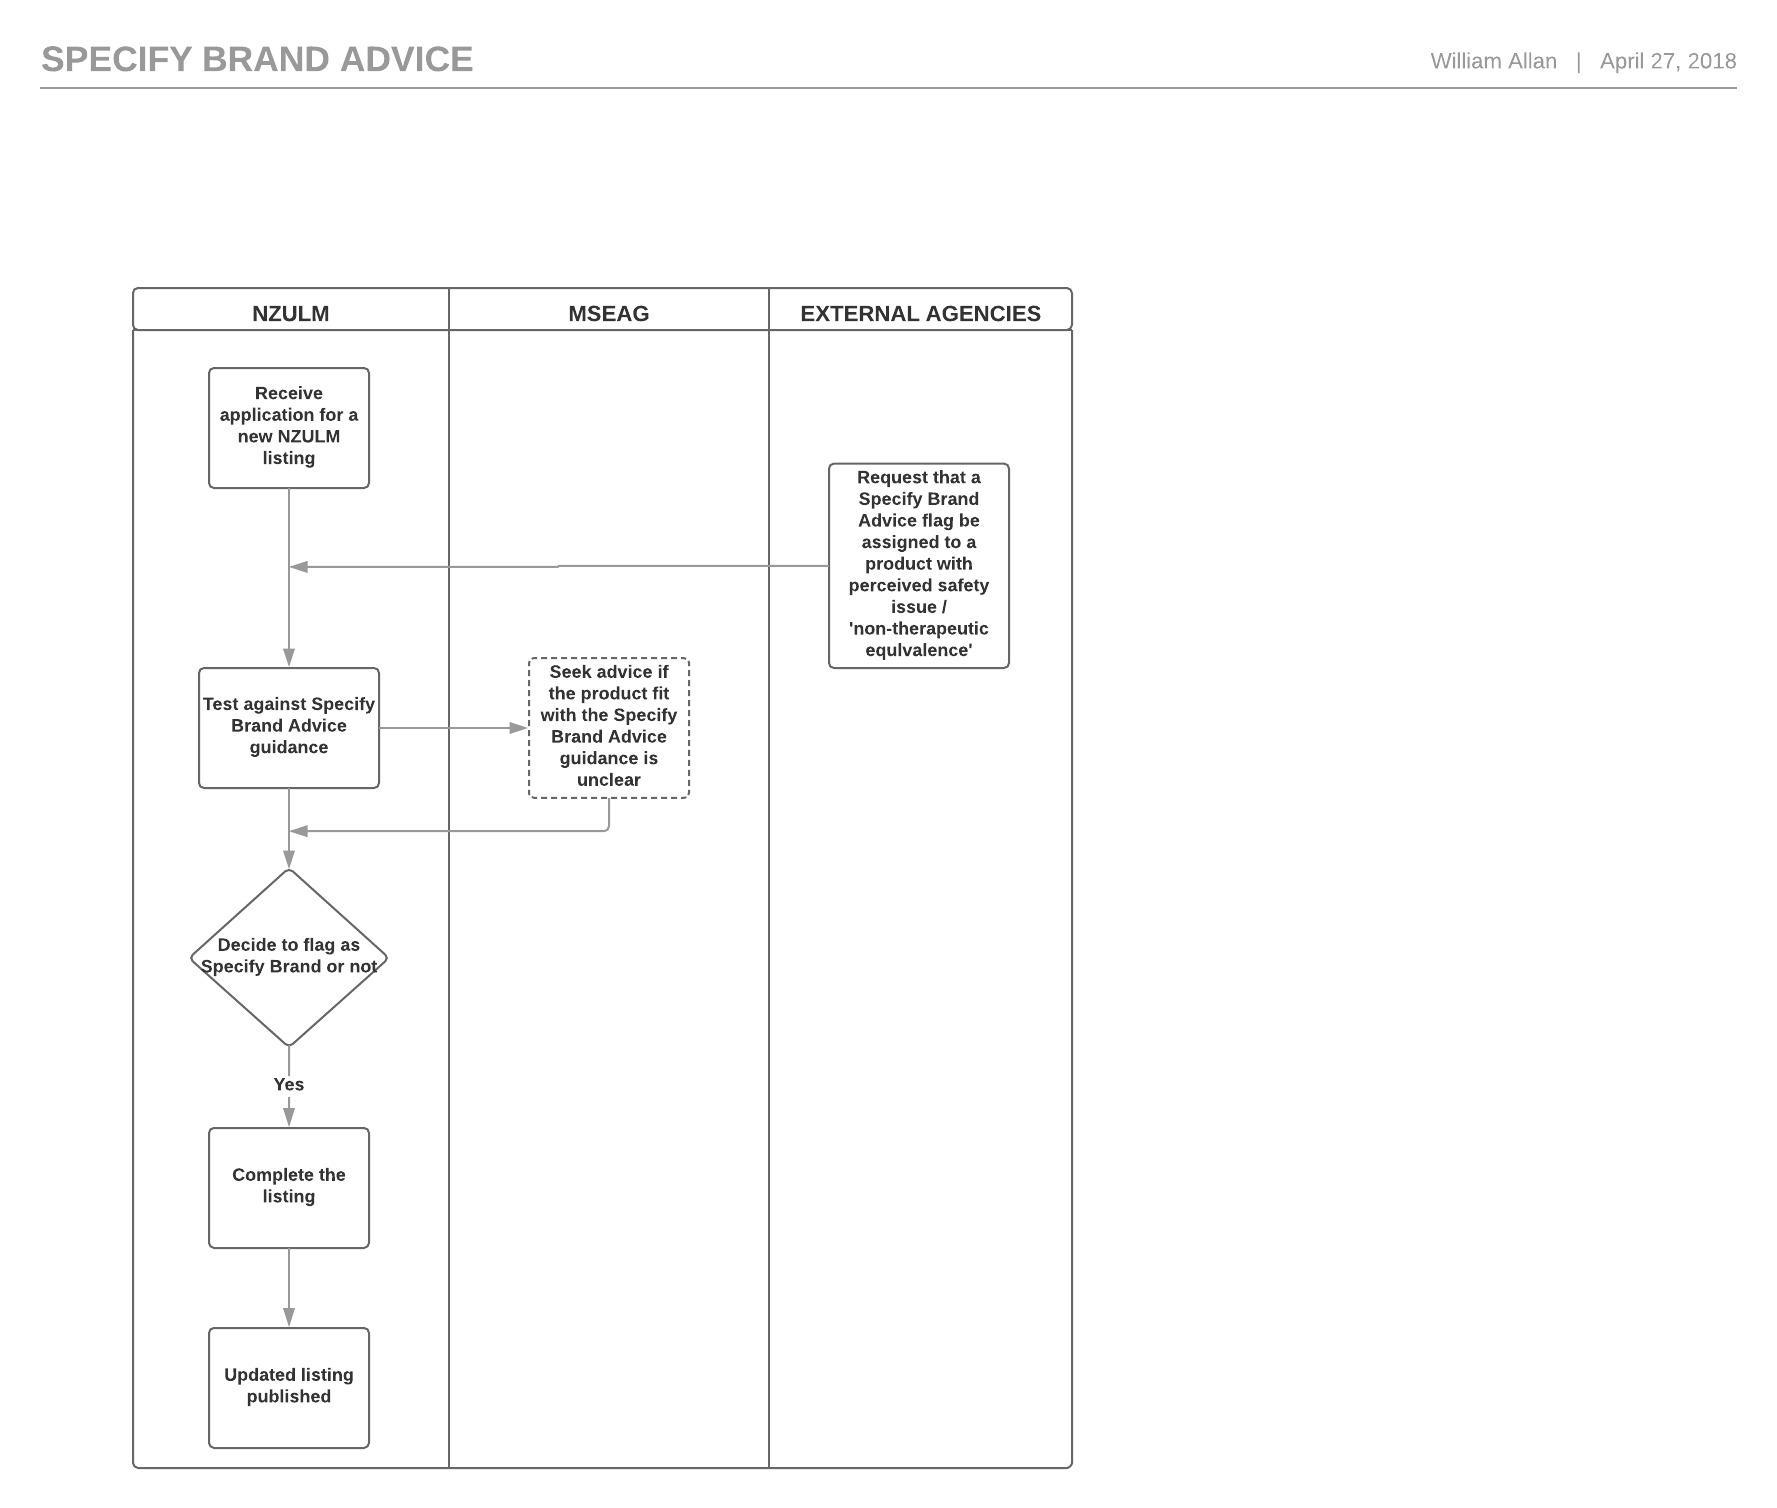 SPECIFY BRAND ADVICE
William Allan | April 27, 2018
NZULM
MSEAG
EXTERNAL AGENCIES
Receive
application for a
new NZULM
listing
Request that a
Specify Brand
Advice flag be
assigned to a
product with
perceived safety
issue /
'non-therapeutic
equlvalence'
Test against Specify
Brand Advice
guidance
Seek advice if
the product fit
with the Specify
Brand Advice
guidance is
unclear
Decide to flag as
Specify Brand or not
Yes
Complete the
listing
Updated listing
published